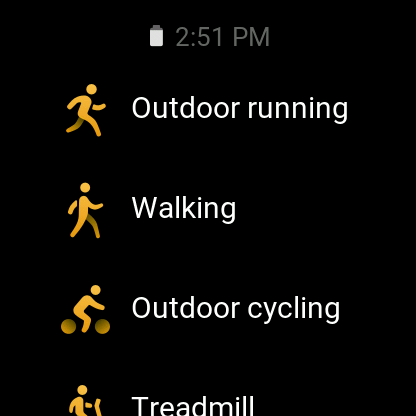 2:51 PM
Outdoor running
Walking
Outdoor cycling
Treadmill